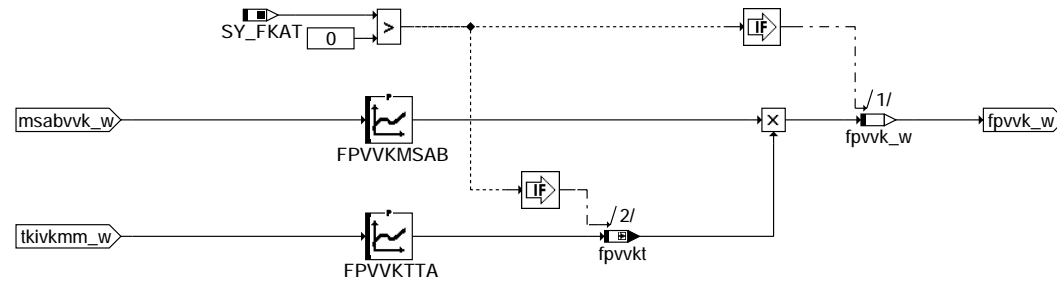 SY_FKAT
0
>
IF
msabvvk_w
P
FPVVKMSAB
×
/1/
fpvvk_w
fpvvk_w
IF
/2/
fpvvkt
tkivkmm_w
P
FPVVKTTA